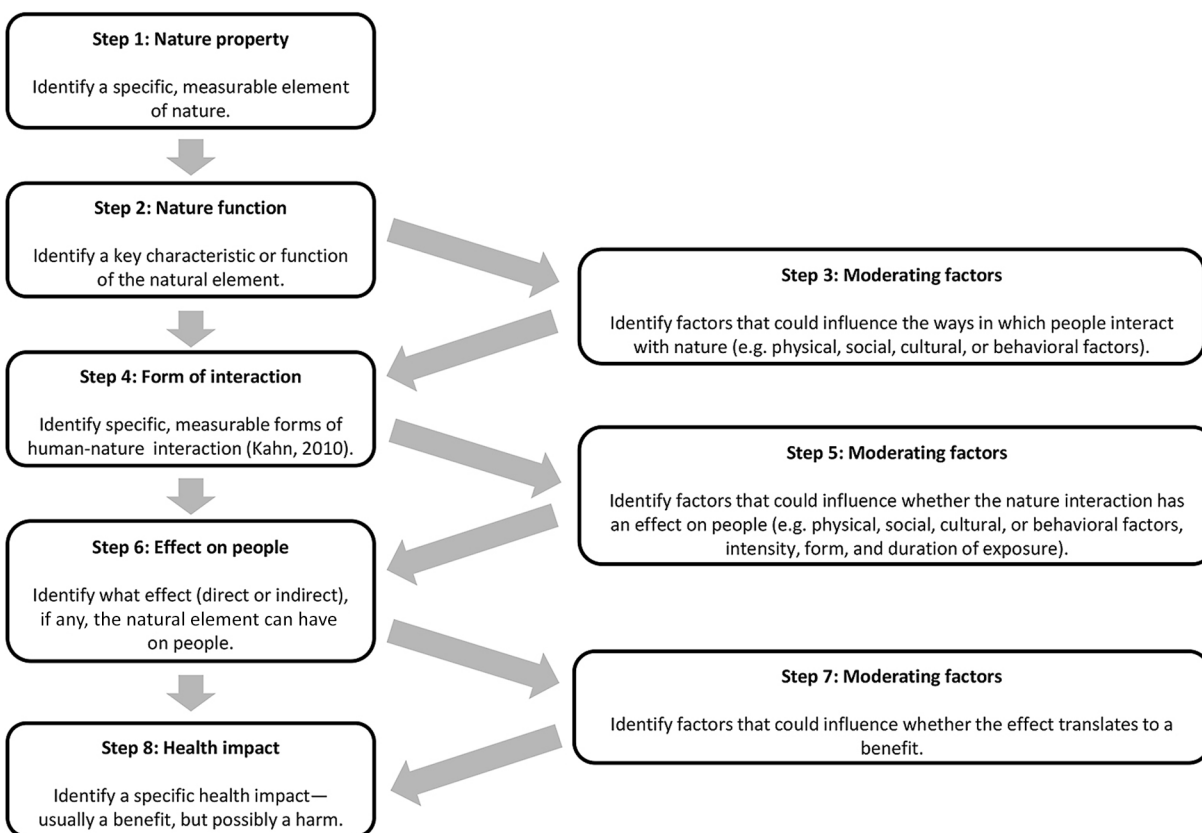 Step 1: Nature property
Identify a specific, measurable element
of nature.
Step 2: Nature function
Identify a key characteristic or function
of the natural element.
Step 3: Moderating factors
Identify factors that could influence the ways in which people interact
with nature (e.g. physical, social, cultural, or behavioral factors).
Step 4: Form of interaction
Identify specific, measurable forms of
human-nature interaction (Kahn, 2010).
Step 5: Moderating factors
Identify factors that could influence whether the nature interaction has
an effect on people (e.g. physical, social, cultural, or behavioral factors,
intensity, form, and duration of exposure).
Step 6: Effect on people
Identify what effect (direct or indirect),
if any, the natural element can have
on people.
Step 7: Moderating factors
Identify factors that could influence whether the effect translates to a
benefit.
Step 8: Health impact
Identify a specific health impact—
usually a benefit, but possibly a harm.